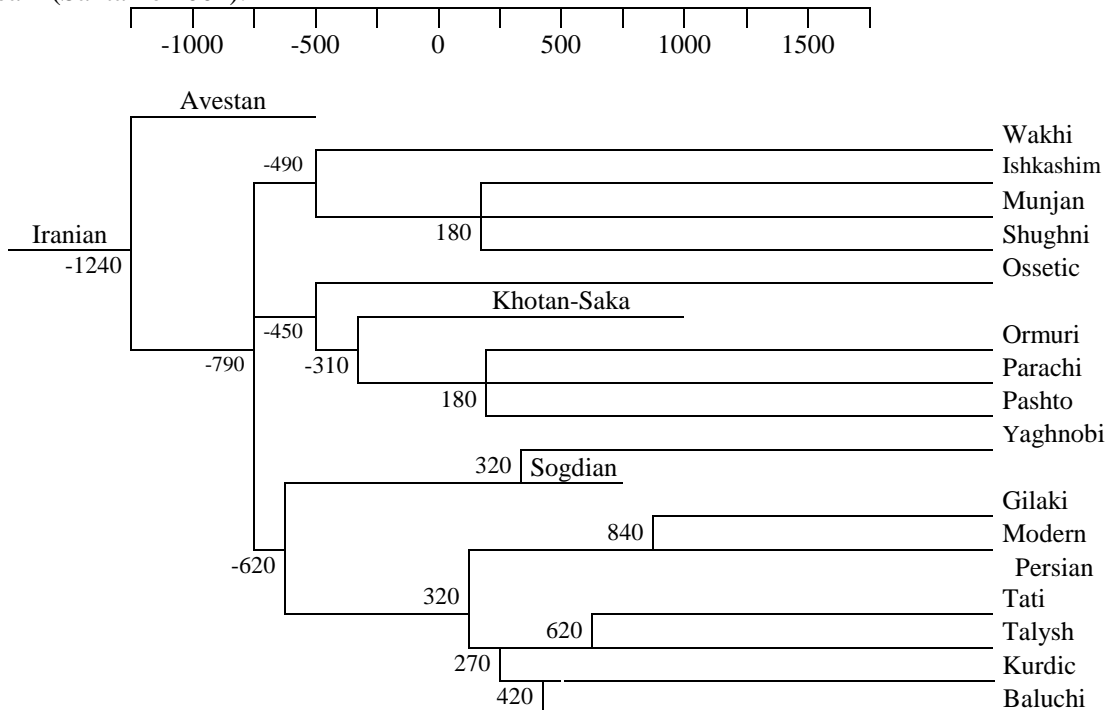 -1000 -500 0 500 1000 1500
Avestan
Wakhi
-490
Ishkashim
Munjan
Iranian
180
Shughni
-1240
Ossetic
Khotan-Saka
-450
Ormuri
-790
-310
Parachi
180
Pashto
Yaghnobi
320 Sogdian
Gilaki
840
Modern
-620
Persian
320
Tati
620
Talysh
270
Kurdic
420
Baluchi